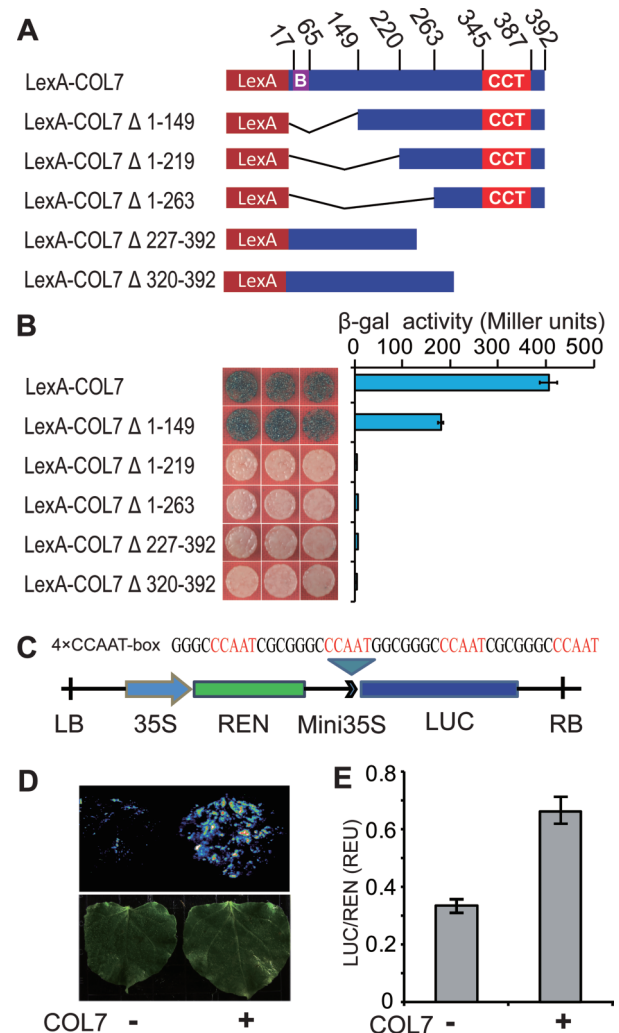 A
17 65 149 220 263 345 387 392
LexA-COL7 LexA B CCT
LexA-COL7 Δ 1-149 LexA CCT
LexA-COL7 Δ 1-219 LexA CCT
LexA-COL7 Δ 1-263 LexA CCT
LexA-COL7 Δ 227-392 LexA
LexA-COL7 Δ 320-392 LexA
B
β-gal activity (Miller units)
0 100 200 300 400 500
LexA-COL7
LexA-COL7 Δ 1-149
LexA-COL7 Δ 1-219
LexA-COL7 Δ 1-263
LexA-COL7 Δ 227-392
LexA-COL7 Δ 320-392
C
4×CCAAT-box GGGCCCAATCGCGGGCCCAATGGCGGGCCCAATCGCGGGCCCAAT
LB 35S REN Mini35S LUC RB
D
COL7 - +
E
LUC/REN (REU)
0.8
0.6
0.4
0.2
0
COL7 - +